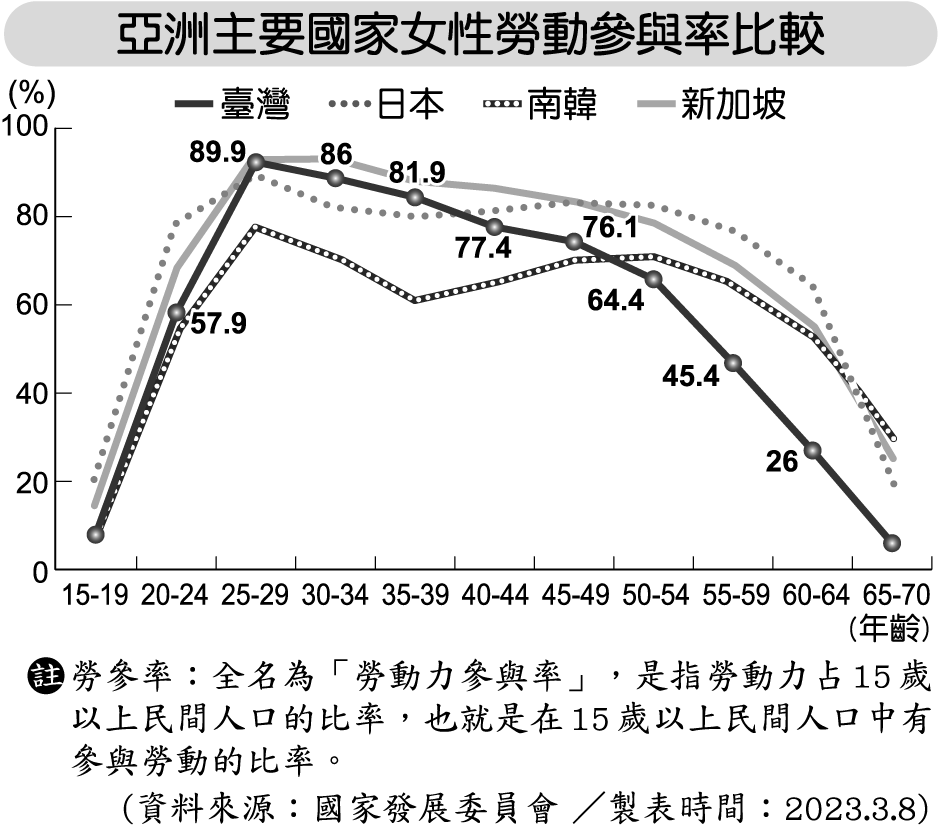 亞洲主要國家女性勞動參與率比較
(%)
臺灣 日本 南韓 新加坡
100
80
60
40
20
0
89.9
86
81.9
77.4
76.1
57.9
64.4
45.4
26
15-19 20-24 25-29 30-34 35-39 40-44 45-49 50-54 55-59 60-64 65-70
(年齡)
註 勞參率：全名為「勞動力參與率」，是指勞動力占15歲
以上民間人口的比率，也就是在15歲以上民間人口中有
參與勞動的比率。
(資料來源：國家發展委員會／製表時間：2023.3.8)